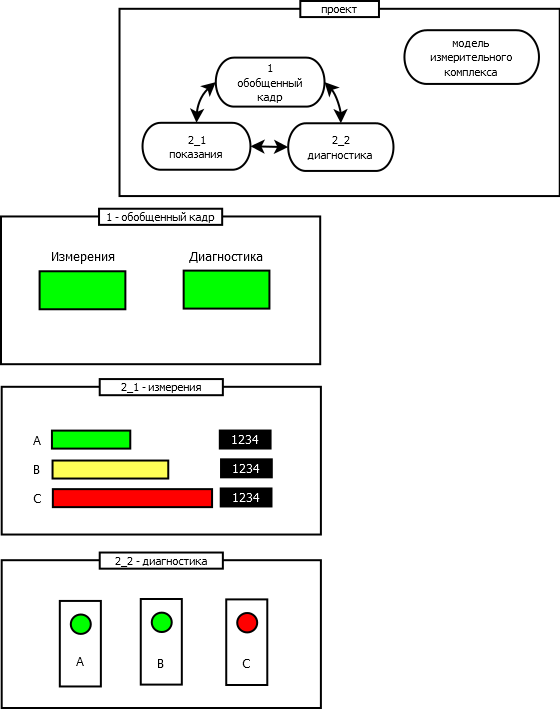 проект
модель
измерительного
комплекса
1
обобщенный
кадр
2_1
показания
2_2
диагностика
1 - обобщенный кадр
Измерения
Диагностика
2_1 - измерения
A
1234
B
1234
C
1234
2_2 - диагностика
A
B
C